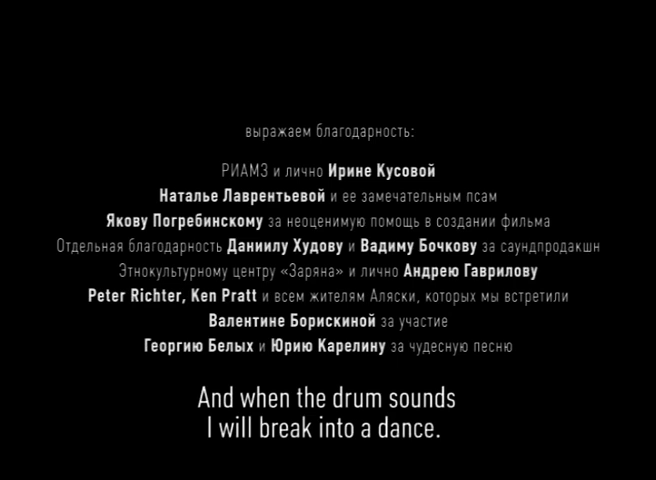 выражаем благодарность:
РИАМЗ и лично Ирине Кусовой
Наталье Лаврентьевой и ее замечательным псам
Якову Погребинскому за неоценимую помощь в создании фильма
Отдельная благодарность Даниилу Худову и Вадиму Бочкову за саундпродакшн
Этнокультурному центру «Заряна» и лично Андрею Гаврилову
Peter Richter, Ken Pratt и всем жителям Аляски, которых мы встретили
Валентине Борискиной за участие
Георгию Белых и Юрию Карелину за чудесную песню
And when the drum sounds
I will break into a dance.